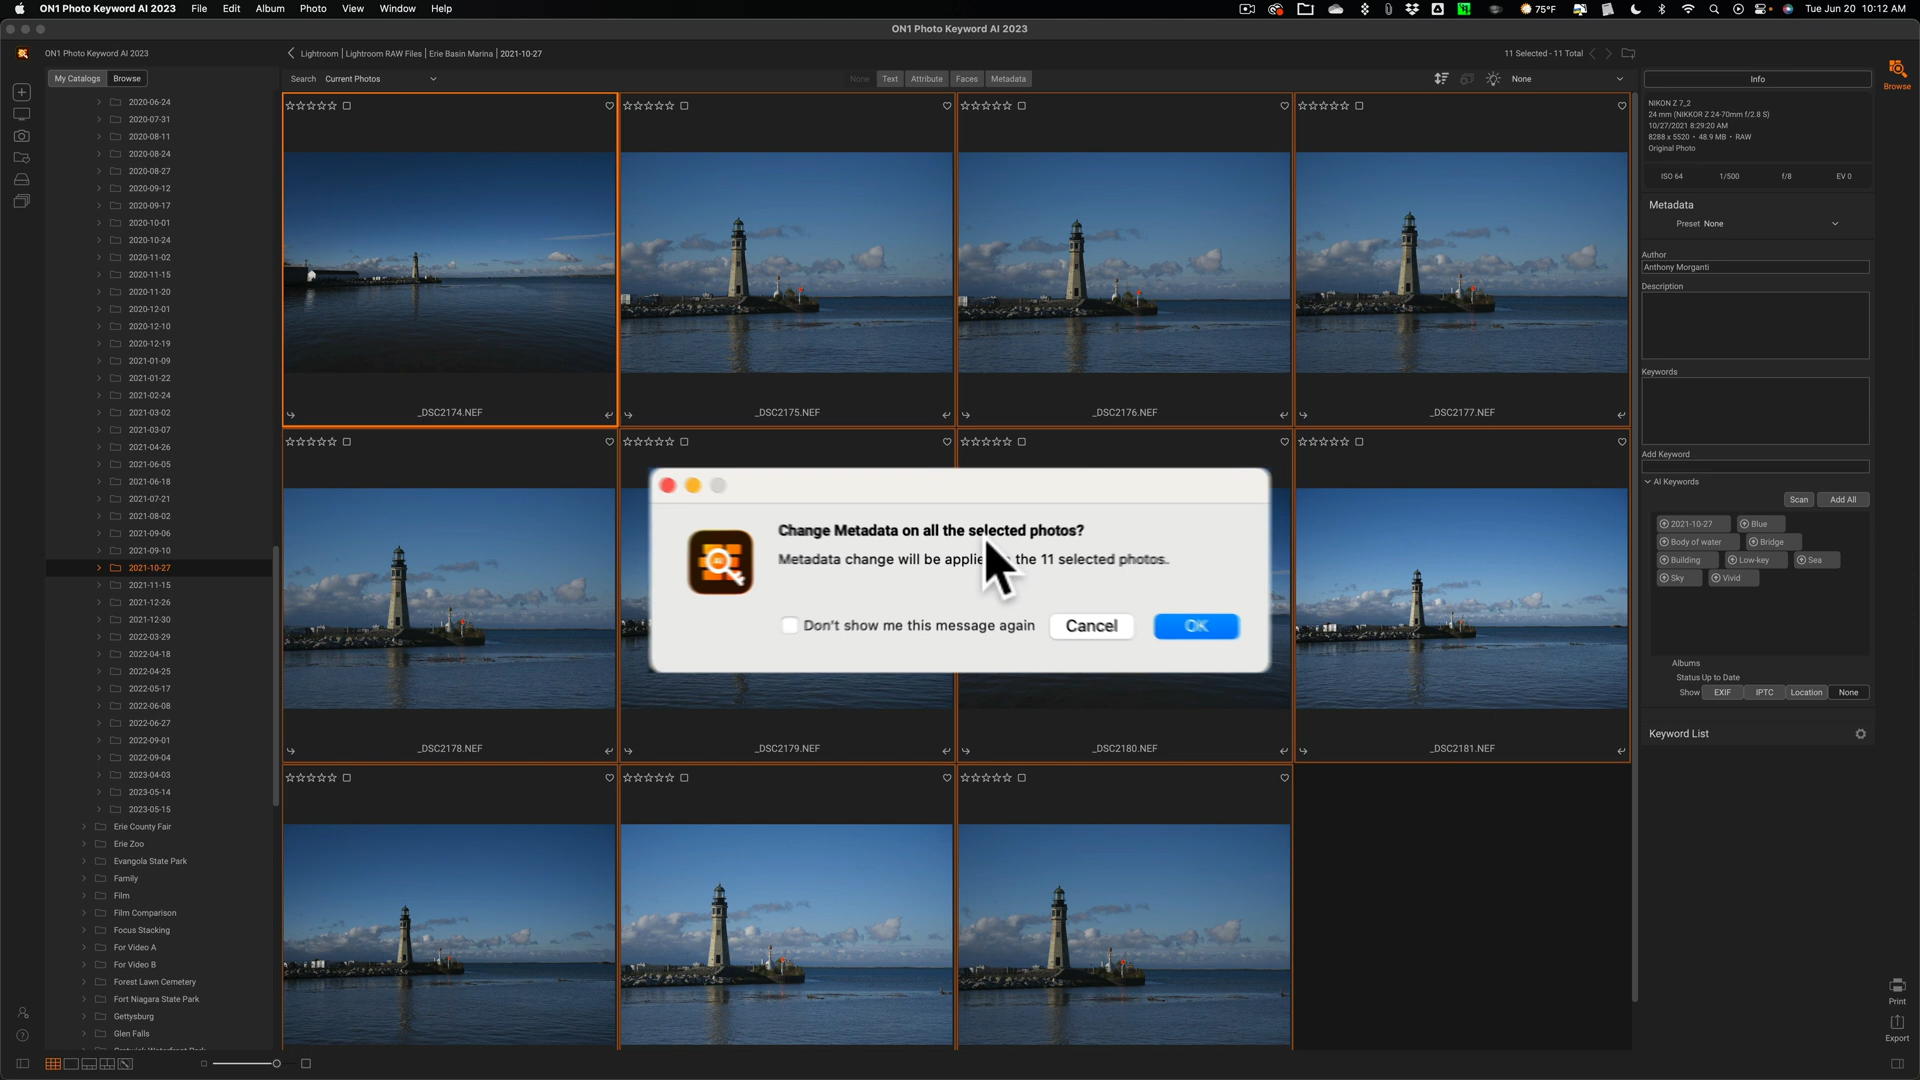 ON1 Photo Keyword AI 2023 File Edit Album Photo View Window Help 75°F Tue Jun 20 10:12 AM
ON1 Photo Keyword AI 2023
ON1 Photo Keyword AI 2023 Lightroom | Lightroom RAW Files | Erie Basin Marina | 2021-10-27 11 Selected - 11 Total
My Catalogs Browse Search Current Photos None Text Attribute Faces Metadata None Info
Browse
2020-06-24
2020-07-31
2020-08-11
2020-08-24
2020-08-27
2020-09-12
2020-09-17
2020-10-01
2020-10-24
2020-11-02
2020-11-15
2020-11-20
2020-12-01
2020-12-10
2020-12-19
2021-01-09
2021-01-22
2021-02-24
2021-03-02
2021-03-07
2021-04-26
2021-06-05
2021-06-18
2021-07-21
2021-08-02
2021-09-06
2021-09-10
2021-10-27
2021-11-15
2021-12-26
2021-12-30
2022-03-29
2022-04-18
2022-04-25
2022-05-17
2022-06-08
2022-06-27
2022-09-01
2022-09-04
2023-04-03
2023-05-14
2023-05-15
Erie County Fair
Erie Zoo
Evangola State Park
Family
Film
Film Comparison
Focus Stacking
For Video A
For Video B
Forest Lawn Cemetery
Fort Niagara State Park
Gettysburg
Glen Falls
_DSC2174.NEF _DSC2175.NEF _DSC2176.NEF _DSC2177.NEF
Change Metadata on all the selected photos?
Metadata change will be the 11 selected photos.
Don't show me this message again Cancel OK
_DSC2178.NEF _DSC2179.NEF _DSC2180.NEF _DSC2181.NEF
NIKON Z 7_2
24 mm (NIKKOR Z 24-70mm f/2.8 S)
10/27/2021 8:29:20 AM
8288 x 5520 • 48.9 MB • RAW
Original Photo
ISO 64 1/500 f/8 EV 0
Metadata
Preset None
Author
Anthony Morganti
Description
Keywords
Add Keyword
AI Keywords
Scan Add All
2021-10-27 Blue
Body of water Bridge
Building Low-key Sea
Sky Vivid
Albums
Status Up to Date
Show EXIF IPTC Location None
Keyword List
Print
Export